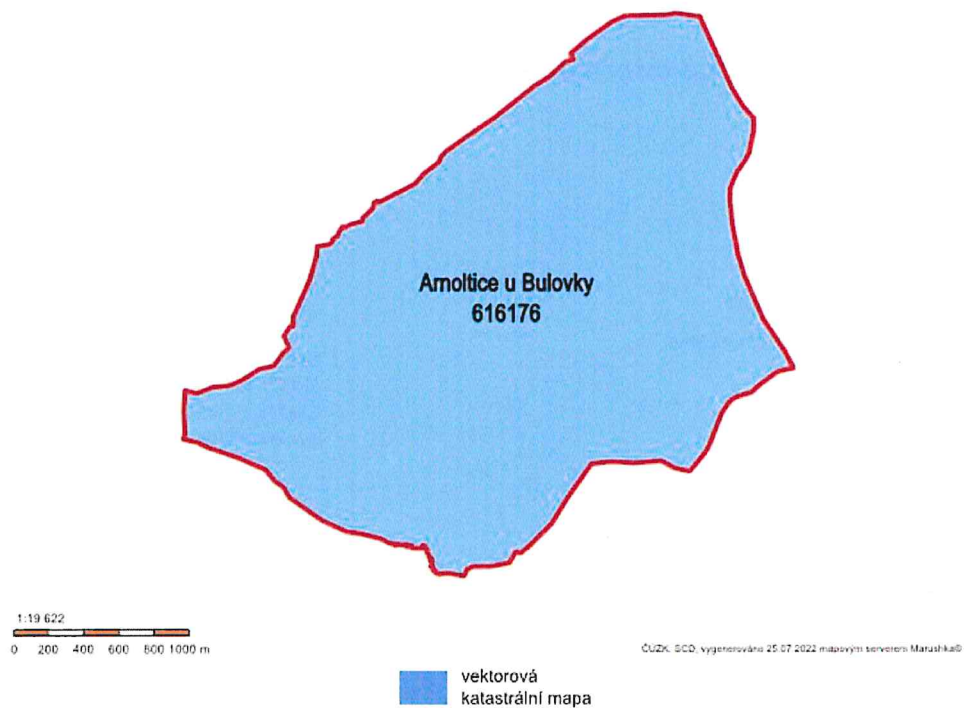 Arnoltice u Bulovky
616176
1:19 622
0 200 400 600 800 1000 m
ČÚZK, SCD, vygenerováno 25.07.2022 mapovým serverem Marushka®
vektorová
katastrální mapa